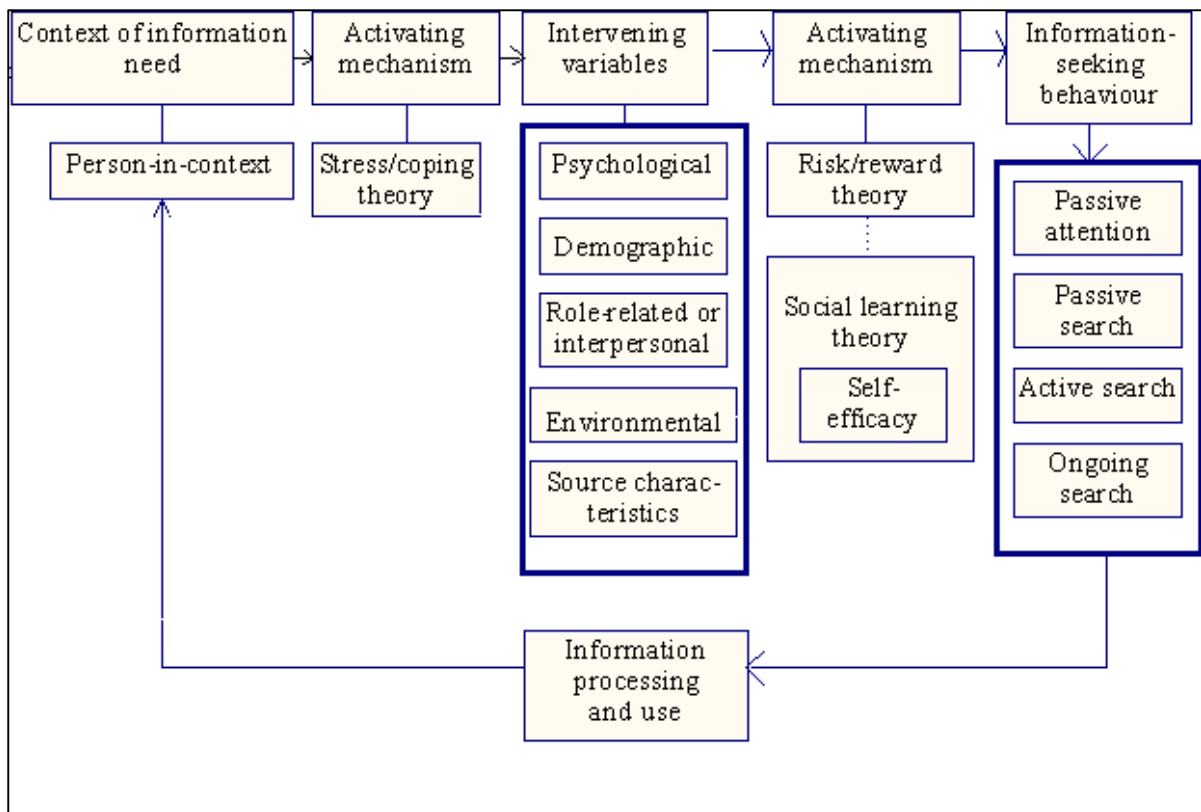 Context of information
need
Activating
mechanism
Intervening
variables
Activating
mechanism
Information-
seeking
behaviour
Person-in-context
Stress/coping
theory
Psychological
Demographic
Role-related or
interpersonal
Environmental
Source charac-
teristics
Risk/reward
theory
Social learning
theory
Self-
efficacy
Passive
attention
Passive
search
Active search
Ongoing
search
Information
processing
and use